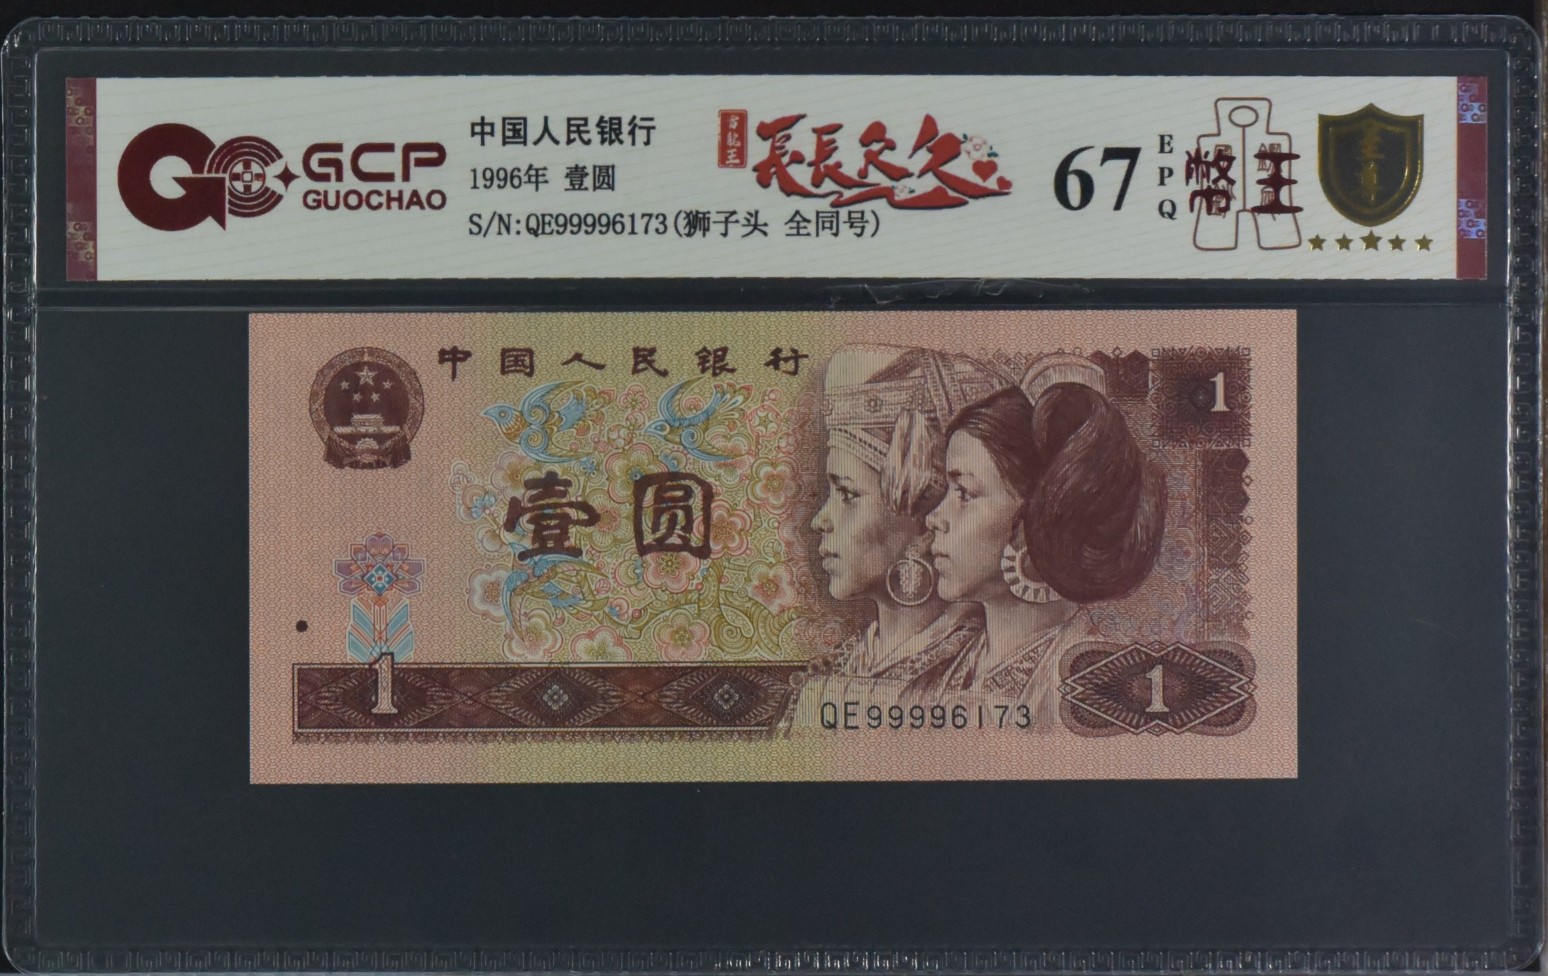 GCP
GUOCHAO
中国人民银行
1996年 壹圆
S/N:QE99996173(狮子头 全同号)
長長久久
67
EPQ
中国人民银行
1
壹圆
1
1
QE99996173